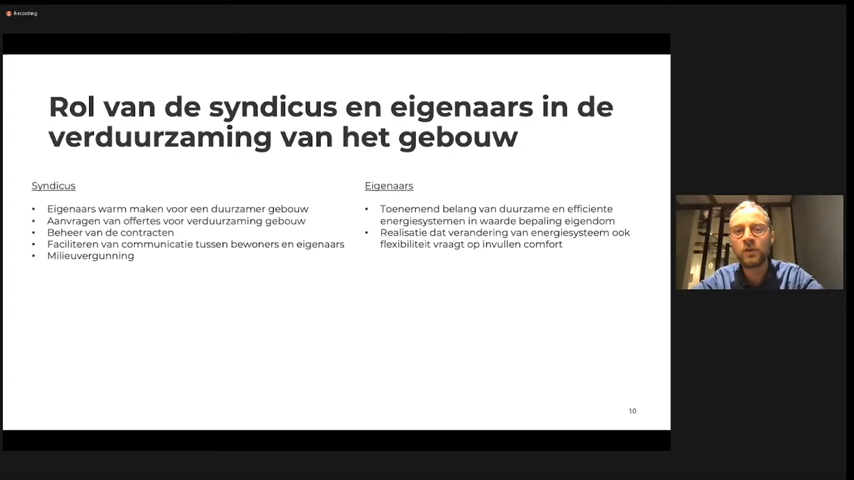 Recording
Rol van de syndicus en eigenaars in de
verduurzaming van het gebouw
Syndicus
• Eigenaars warm maken voor een duurzamer gebouw
• Aanvragen van offertes voor verduurzaming gebouw
• Beheer van de contracten
• Faciliteren van communicatie tussen bewoners en eigenaars
• Milieuvergunning
Eigenaars
• Toenemend belang van duurzame en efficiente
energiesystemen in waarde bepaling eigendom
• Realisatie dat verandering van energiesysteem ook
flexibiliteit vraagt op invullen comfort
10